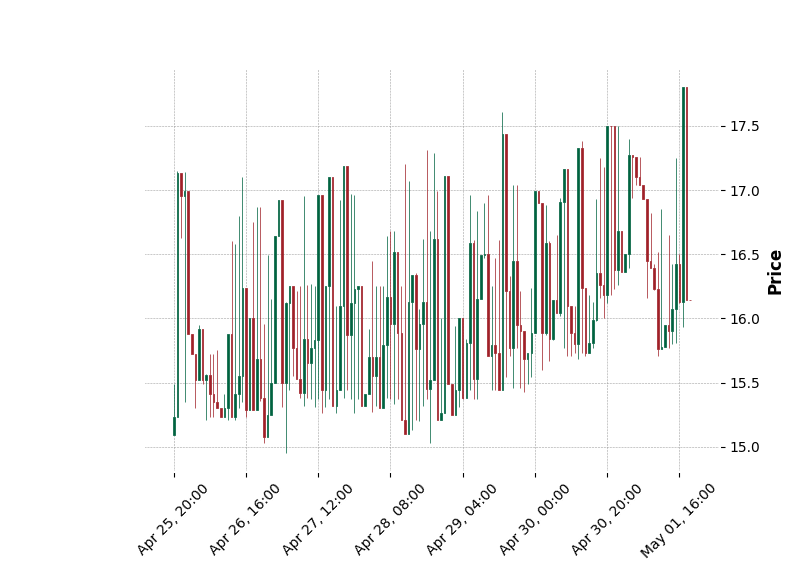 17.5
17.0
16.5
16.0
15.5
15.0
Price
Apr 25, 20:00
Apr 26, 16:00
Apr 27, 12:00
Apr 28, 08:00
Apr 29, 04:00
Apr 30, 00:00
Apr 30, 20:00
May 01, 16:00